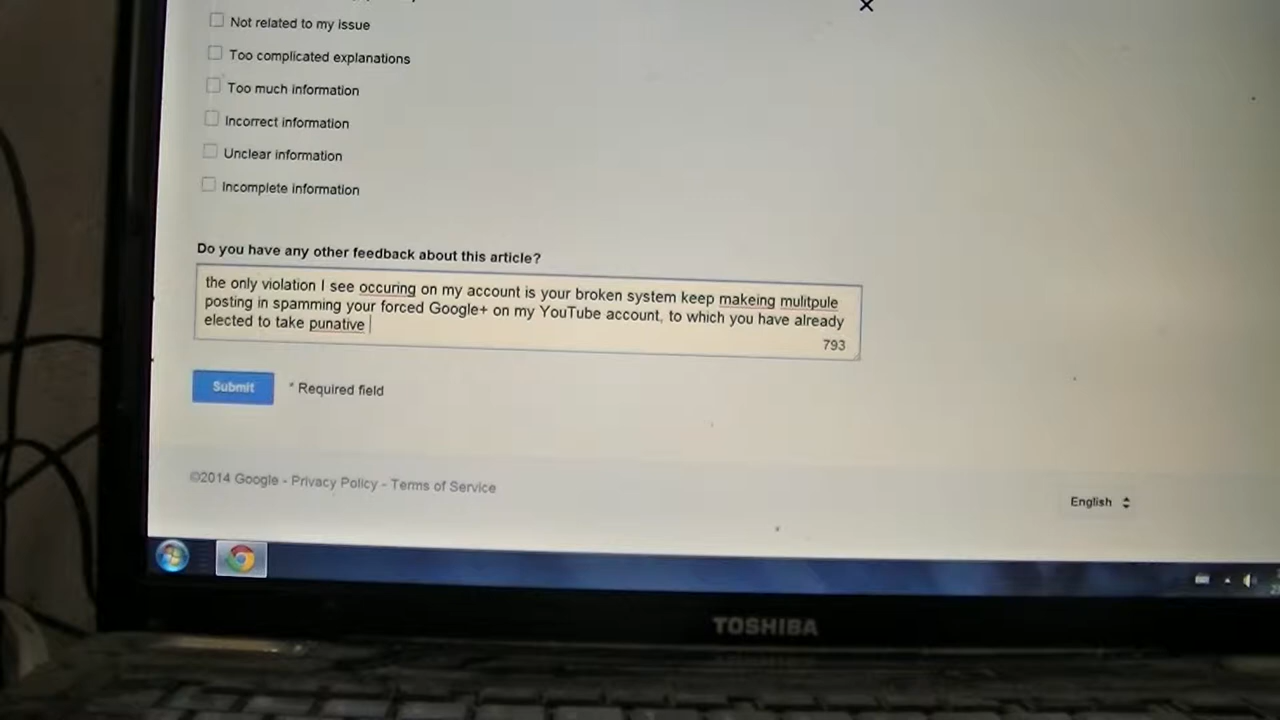 Not related to my issue
Too complicated explanations
Too much information
Incorrect information
Unclear information
Incomplete information
Do you have any other feedback about this article?
the only violation I see occuring on my account is your broken system keep makeing mulitpule
posting in spamming your forced Google+ on my YouTube account, to which you have already
elected to take punative
793
Submit * Required field
©2014 Google - Privacy Policy - Terms of Service
English
TOSHIBA